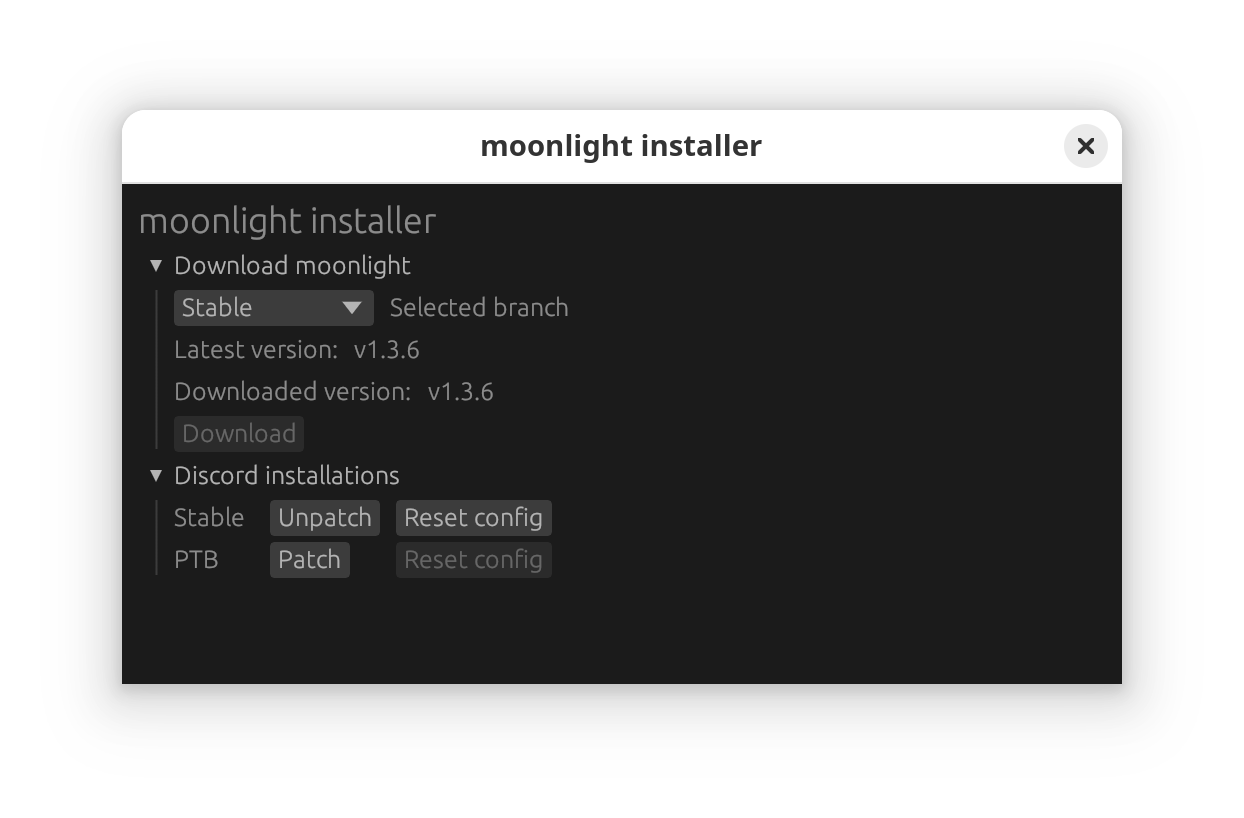 moonlight installer
moonlight installer
Download moonlight
Stable Selected branch
Latest version: v1.3.6
Downloaded version: v1.3.6
Download
Discord installations
Stable Unpatch Reset config
PTB Patch Reset config